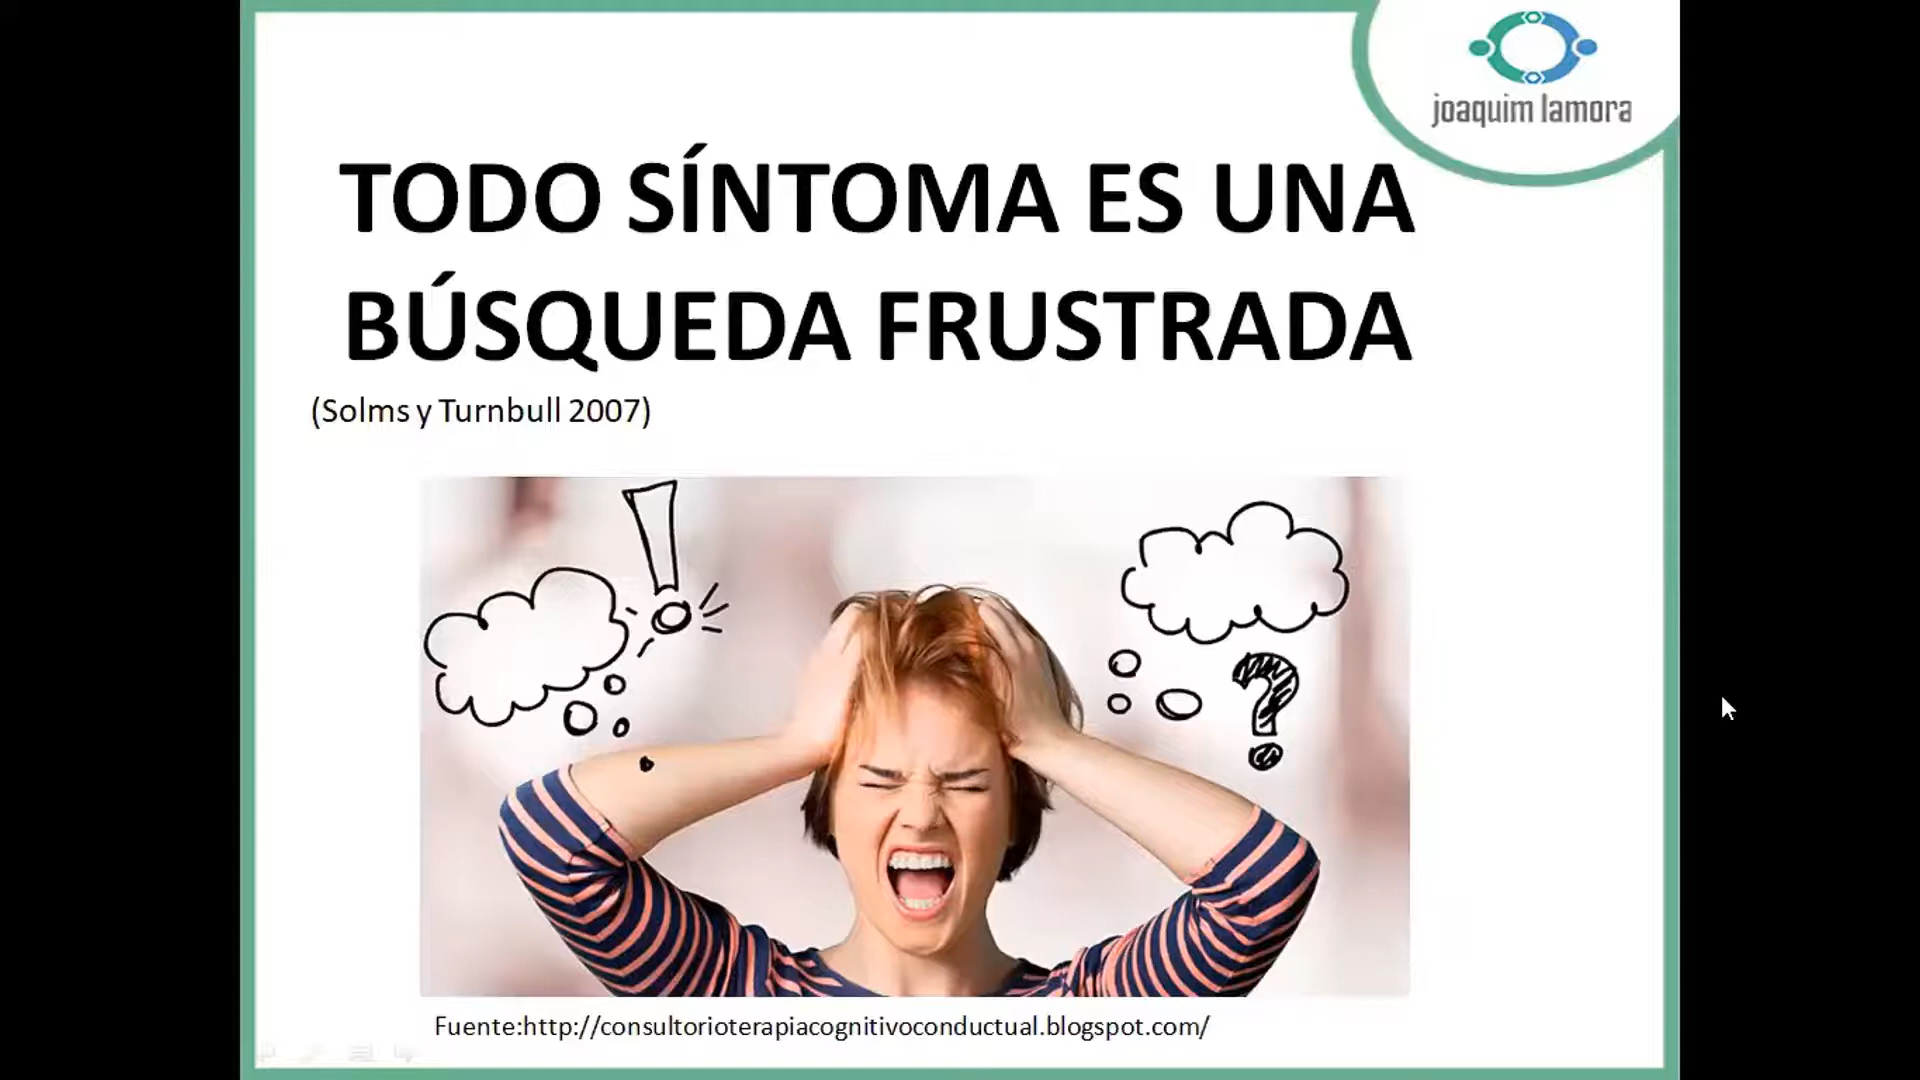 joaquim lamora
TODO SÍNTOMA ES UNA
BÚSQUEDA FRUSTRADA
(Solms y Turnbull 2007)
!
?
Fuente:http://consultorioterapiacognitivoconductual.blogspot.com/